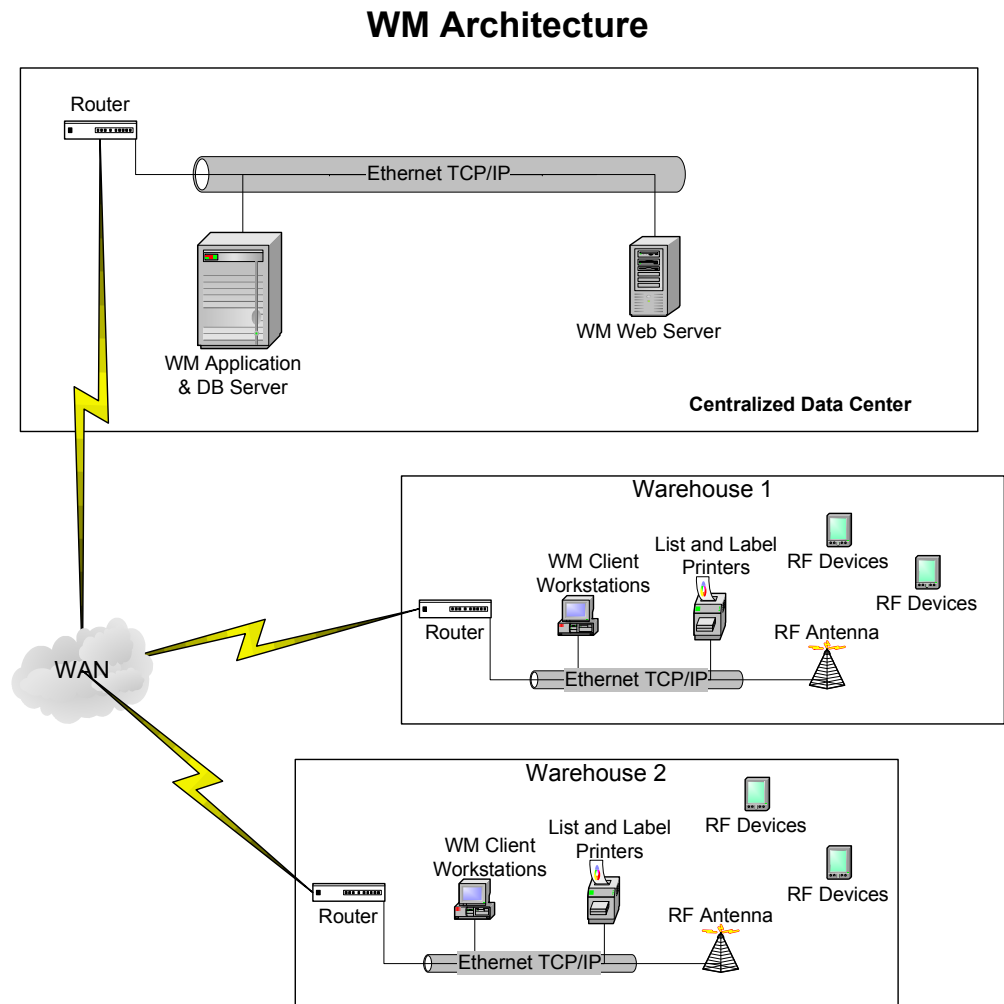 WM Architecture
Router
Ethernet TCP/IP
WM Application
& DB Server
WM Web Server
Centralized Data Center
WAN
Warehouse 1
Router
WM Client
Workstations
List and Label
Printers
RF Devices
RF Devices
RF Antenna
Ethernet TCP/IP
Warehouse 2
Router
WM Client
Workstations
List and Label
Printers
RF Devices
RF Devices
RF Antenna
Ethernet TCP/IP